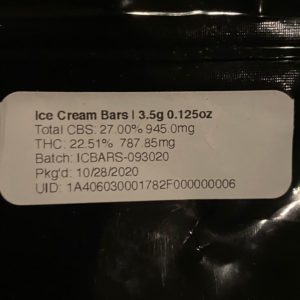 Ice Cream Bars | 3.5g 0.125oz
Total CBS: 27.00% 945.0mg
THC: 22.51% 787.85mg
Batch: ICBARS-093020
Pkg'd: 10/28/2020
UID: 1A406030001782F000000006